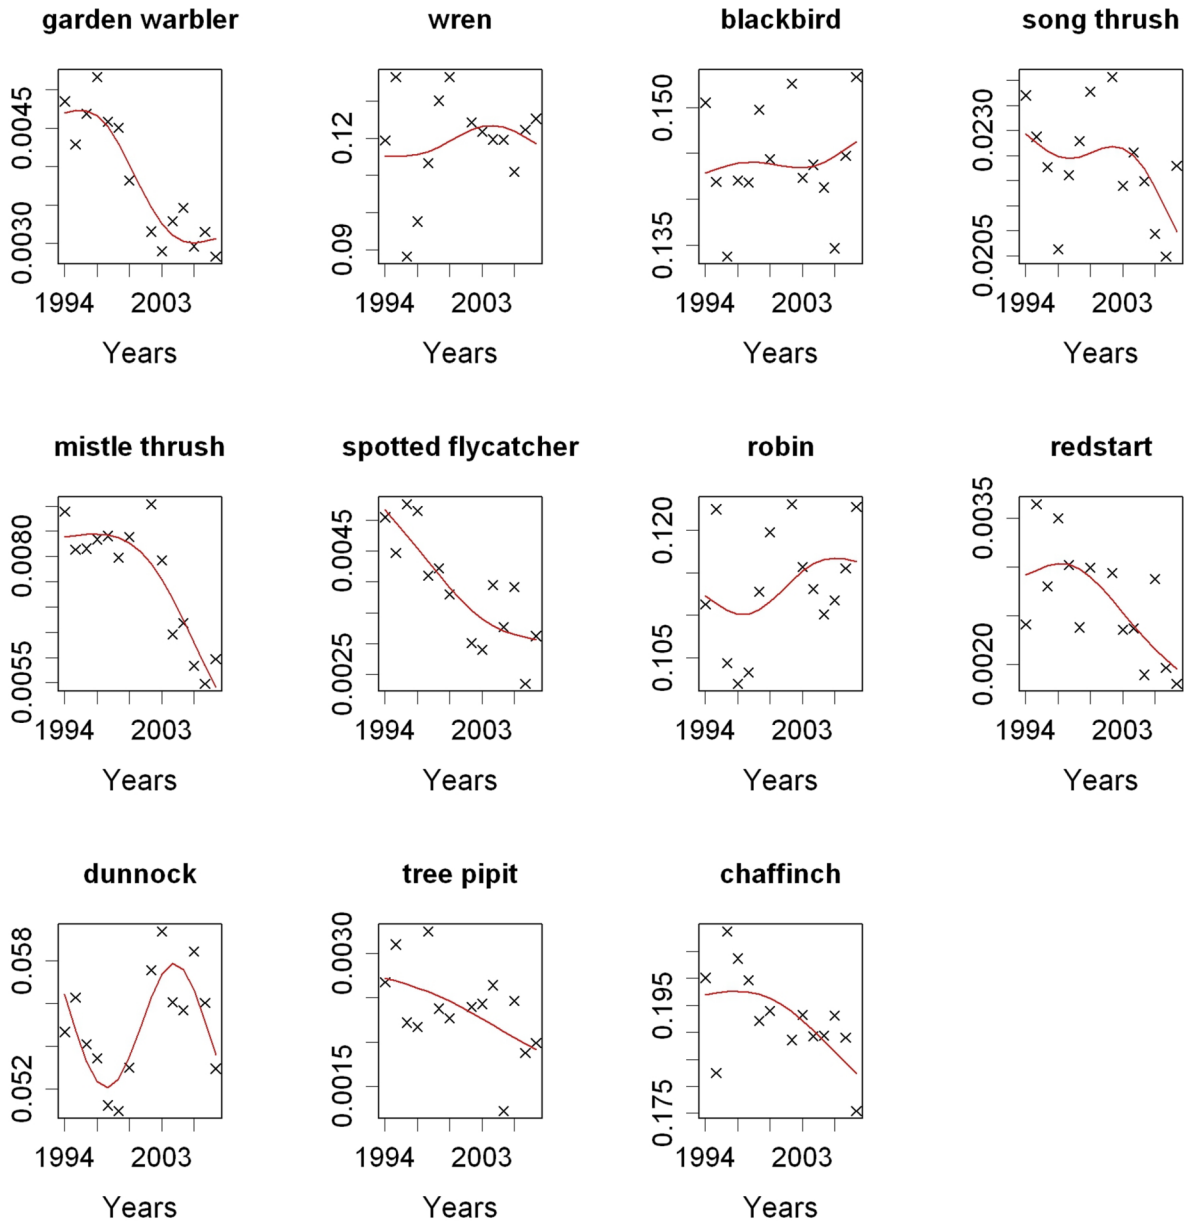 garden warbler
0.0045
0.0030
1994 2003
Years
wren
0.12
0.09
1994 2003
Years
blackbird
0.150
0.135
1994 2003
Years
song thrush
0.0230
0.0205
1994 2003
Years
mistle thrush
0.0080
0.0055
1994 2003
Years
spotted flycatcher
0.0045
0.0025
1994 2003
Years
robin
0.120
0.105
1994 2003
Years
redstart
0.0035
0.0020
1994 2003
Years
dunnock
0.058
0.052
1994 2003
Years
tree pipit
0.0030
0.0015
1994 2003
Years
chaffinch
0.195
0.175
1994 2003
Years